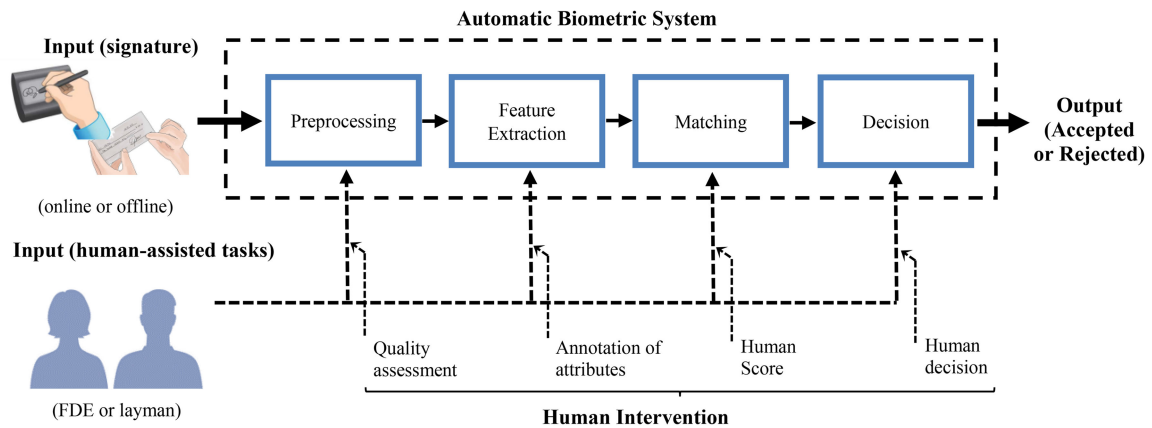 Automatic Biometric System
Input (signature)
Preprocessing
Feature
Extraction
Matching
Decision
Output
(Accepted
or Rejected)
(online or offline)
Input (human-assisted tasks)
Quality
assessment
Annotation of
attributes
Human
Score
Human
decision
(FDE or layman)
Human Intervention